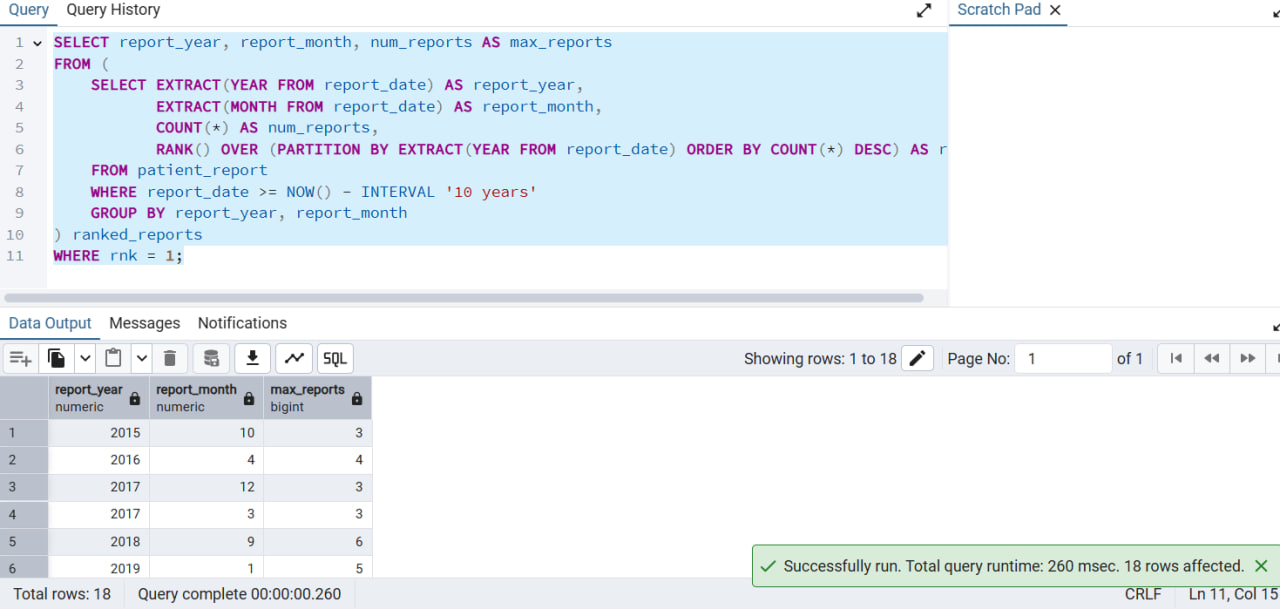 Query Query History
Scratch Pad
1 SELECT report_year, report_month, num_reports AS max_reports
2 FROM (
3 SELECT EXTRACT(YEAR FROM report_date) AS report_year,
4 EXTRACT(MONTH FROM report_date) AS report_month,
5 COUNT(*) AS num_reports,
6 RANK() OVER (PARTITION BY EXTRACT(YEAR FROM report_date) ORDER BY COUNT(*) DESC) AS r
7 FROM patient_report
8 WHERE report_date >= NOW() - INTERVAL '10 years'
9 GROUP BY report_year, report_month
10 ) ranked_reports
11 WHERE rnk = 1;
Data Output Messages Notifications
SQL Showing rows: 1 to 18 Page No: 1 of 1
report_year report_month max_reports
numeric numeric bigint
1 2015 10 3
2 2016 4 4
3 2017 12 3
4 2017 3 3
5 2018 9 6
6 2019 1 5
Successfully run. Total query runtime: 260 msec. 18 rows affected.
Total rows: 18 Query complete 00:00:00.260 CRLF Ln 11, Col 15